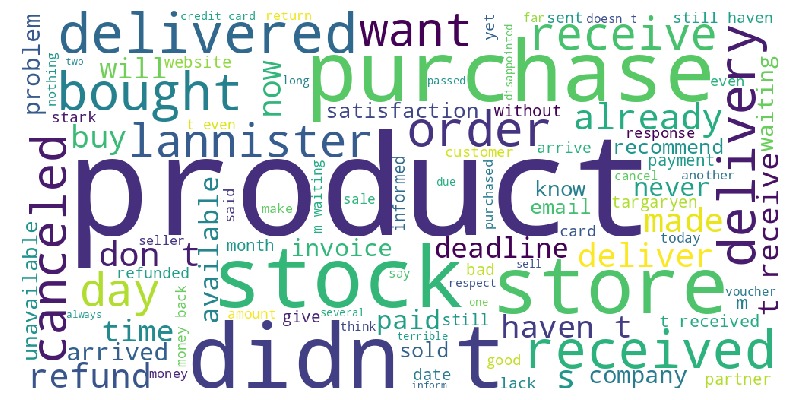 credit card
return
far
sent
doesn t
still haven
problem
delivered
want
yet
receive
delivery
nothing
two
will
website
now
long
purchase
passed
disappointed
even
waiting
bought
stark
satisfaction
without
already
buy
t even
lannister
order
customer
response
arrive
recommend
payment
canceled
product
m waiting
informed
purchased
cancel
another
due
know
never
t receive
said
sale
make
email
targaryen
card
made
today
available
don t
seller
month
invoice
deadline
deliver
unavailable
refunded
stock
say
bad
sell
respect
store
voucher
m
day
always
money back
amount
give
several
one
time
paid
still
haven t
t received
think
terrible
arrived
didn t
sold
good
received
refund
money
date
inform
lack
s
company
partner